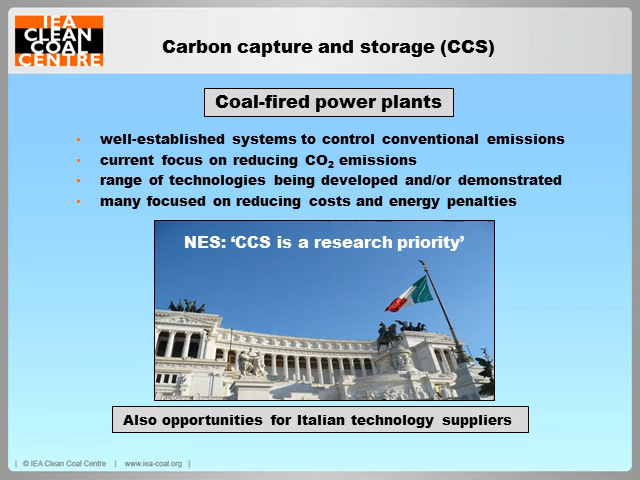 IEA
CLEAN
COAL
CENTRE
Carbon capture and storage (CCS)
Coal-fired power plants
• well-established systems to control conventional emissions
• current focus on reducing CO₂ emissions
• range of technologies being developed and/or demonstrated
• many focused on reducing costs and energy penalties
NES: ‘CCS is a research priority’
Also opportunities for Italian technology suppliers
| © IEA Clean Coal Centre | www.iea-coal.org |